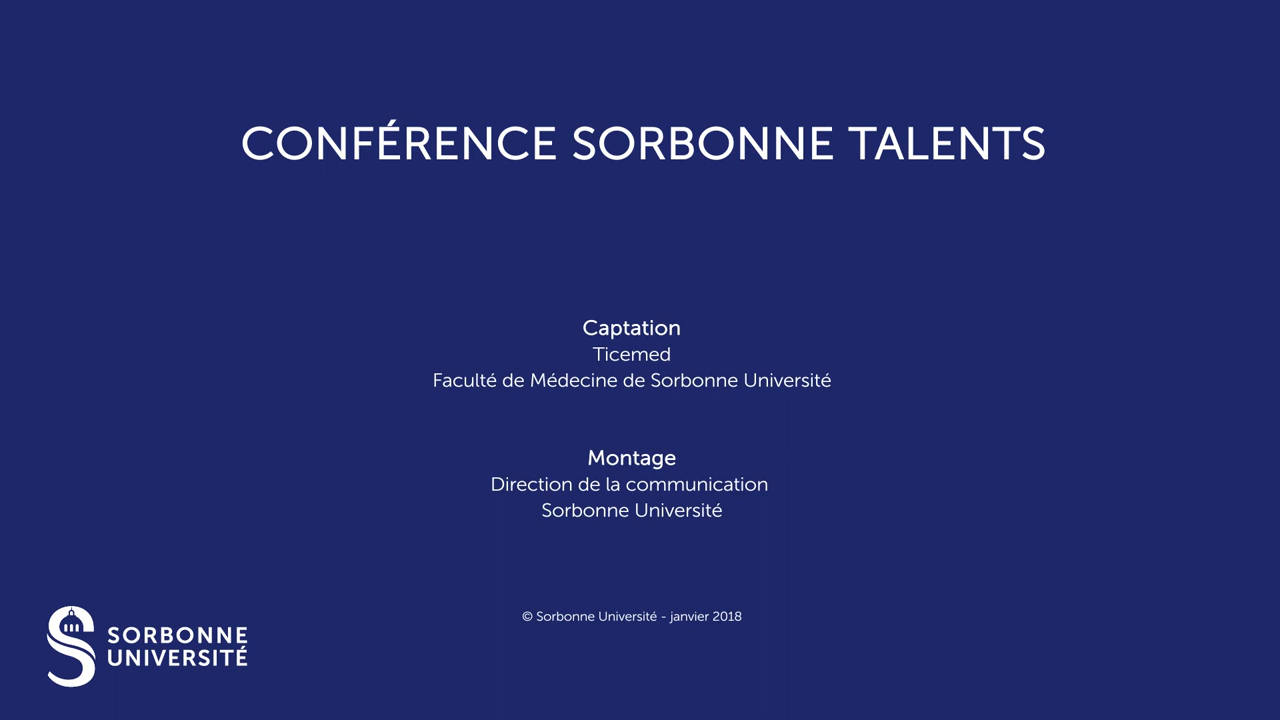 CONFÉRENCE SORBONNE TALENTS
Captation
Ticemed
Faculté de Médecine de Sorbonne Université
Montage
Direction de la communication
Sorbonne Université
© Sorbonne Université - janvier 2018
SORBONNE
UNIVERSITÉ